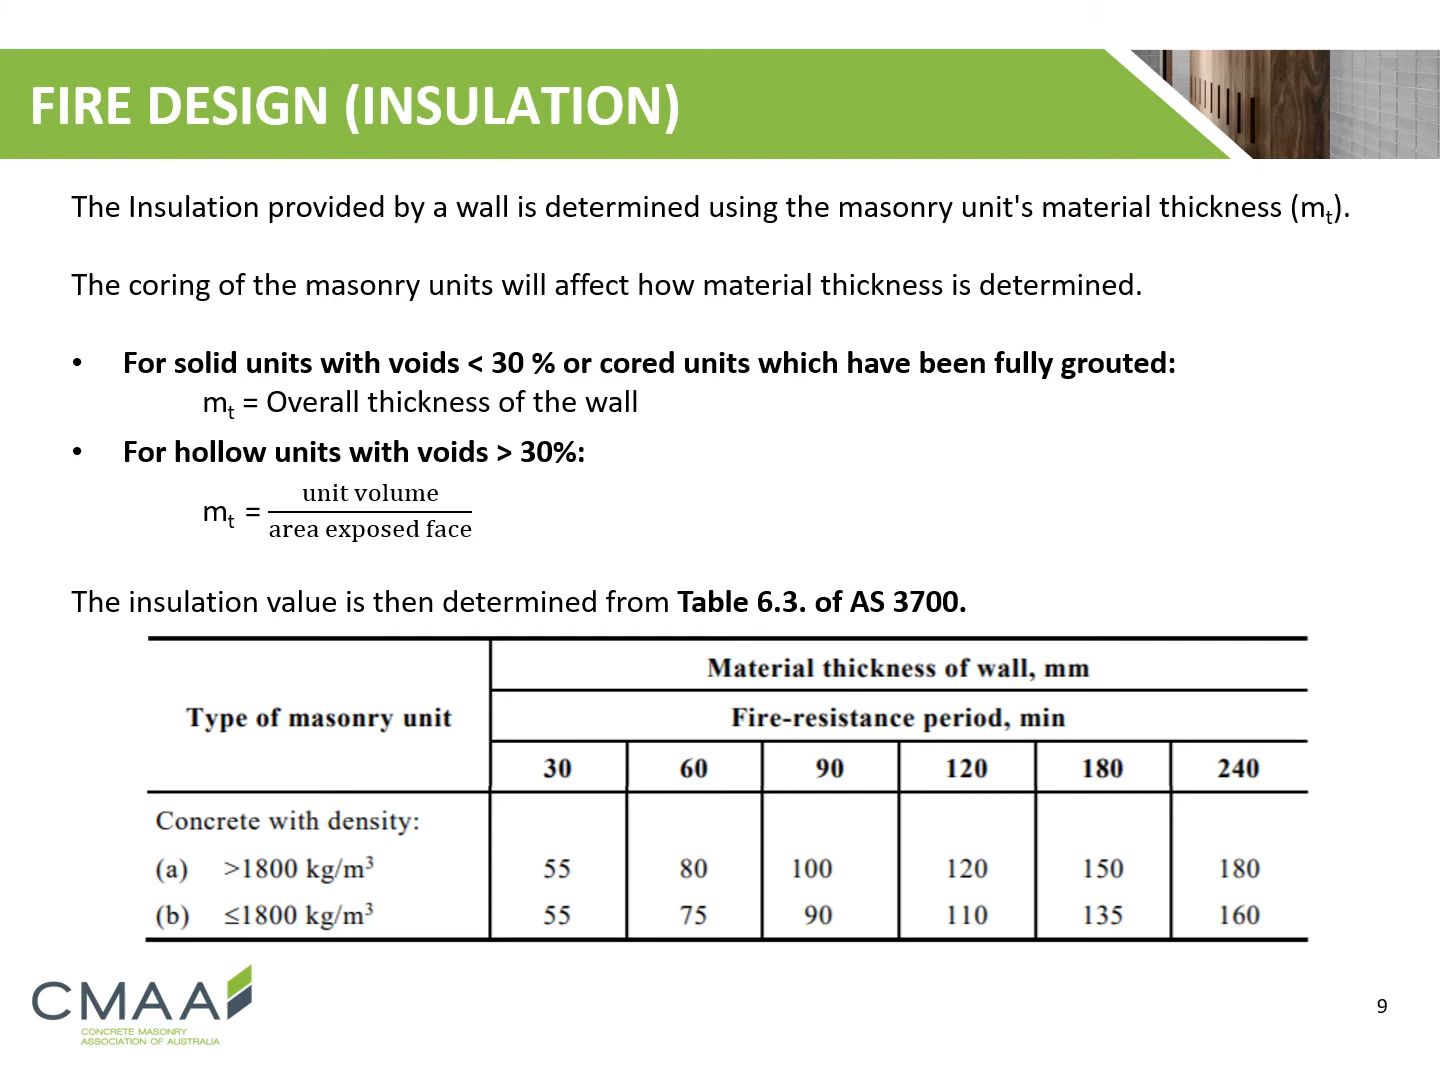 FIRE DESIGN (INSULATION)
The Insulation provided by a wall is determined using the masonry unit's material thickness (mt).
The coring of the masonry units will affect how material thickness is determined.
• For solid units with voids < 30 % or cored units which have been fully grouted:
mt = Overall thickness of the wall
• For hollow units with voids > 30%:
mt = unit volume / area exposed face
The insulation value is then determined from Table 6.3. of AS 3700.
Type of masonry unit
Material thickness of wall, mm
Fire-resistance period, min
30 60 90 120 180 240
Concrete with density:
(a) >1800 kg/m³ 55 80 100 120 150 180
(b) ≤1800 kg/m³ 55 75 90 110 135 160
CMAA
CONCRETE MASONRY
ASSOCIATION OF AUSTRALIA
9